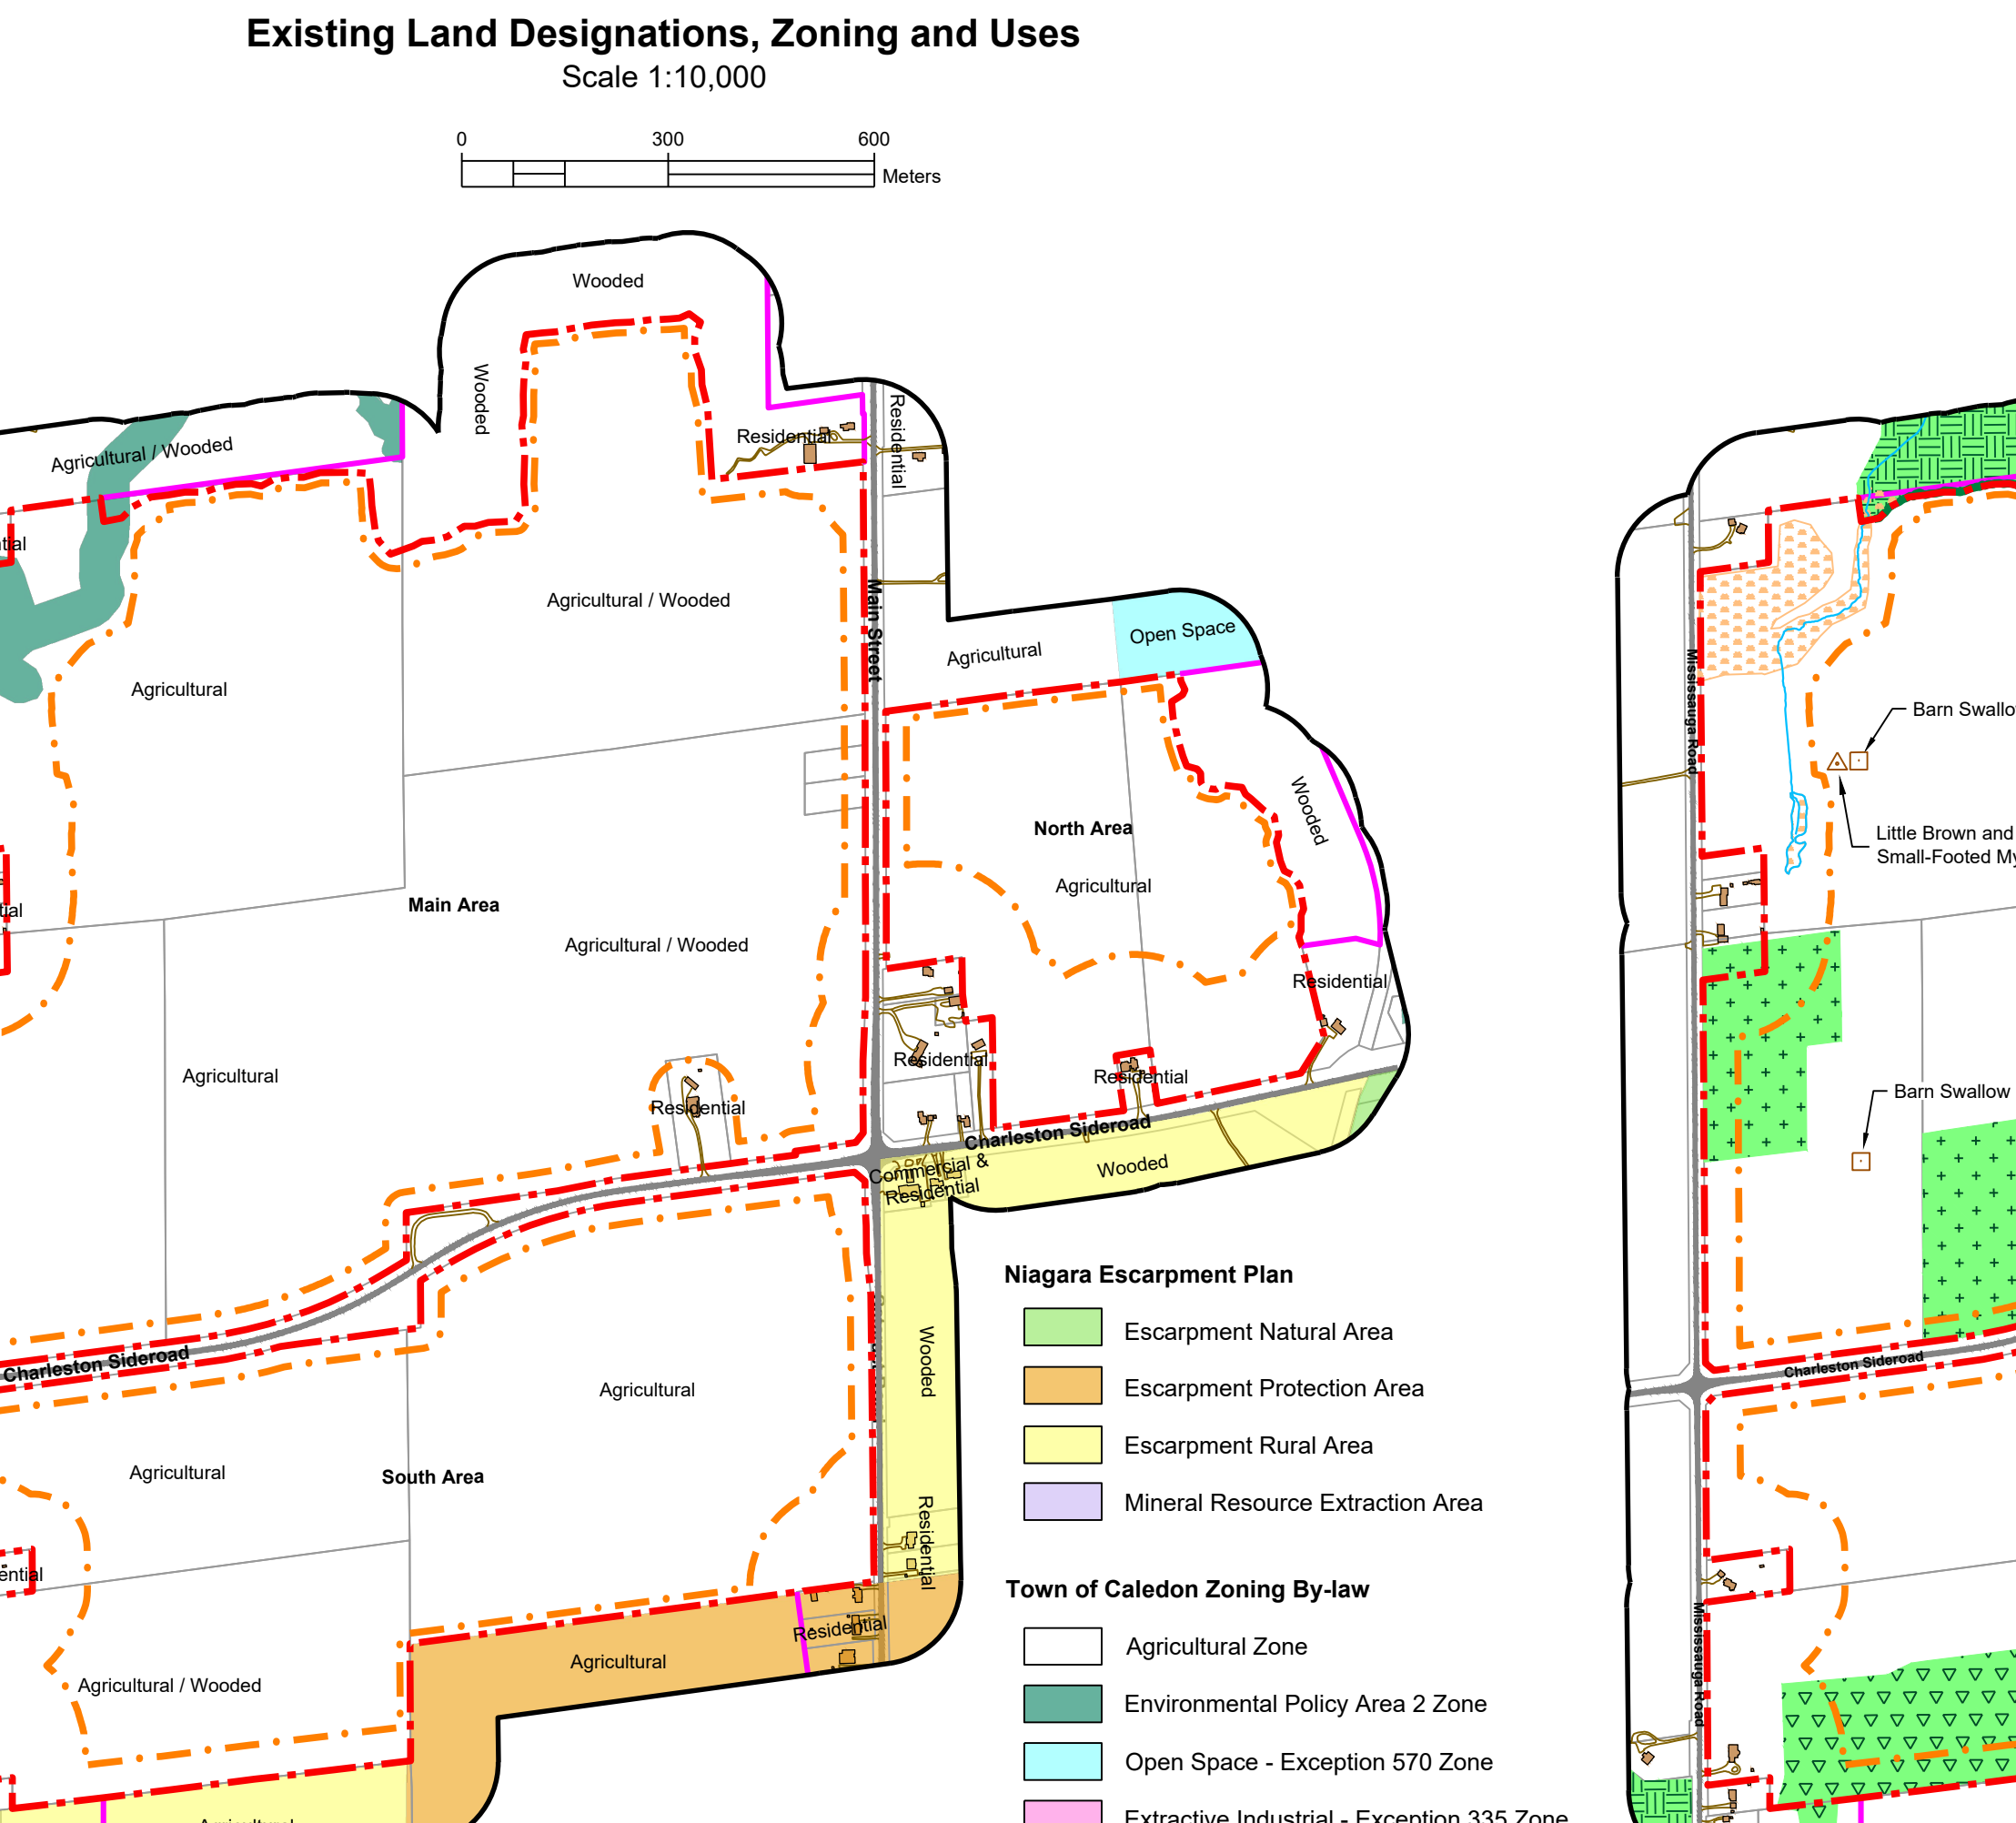 Existing Land Designations, Zoning and Uses
Scale 1:10,000
0 300 600
Meters
Wooded
Wooded
Agricultural / Wooded
Residential
Residential
tial
Agricultural / Wooded
Main Street
Agricultural
Open Space
Agricultural
Wooded
North Area
Agricultural
Main Area
tial
Agricultural / Wooded
Residential
Residential
Agricultural
Residential
Residential
Charleston Sideroad
Commercial &
Residential
Wooded
Charleston Sideroad
Wooded
Agricultural
Agricultural
South Area
Residential
ential
Residential
Agricultural
Agricultural / Wooded
Agricultural
Niagara Escarpment Plan
Escarpment Natural Area
Escarpment Protection Area
Escarpment Rural Area
Mineral Resource Extraction Area
Town of Caledon Zoning By-law
Agricultural Zone
Environmental Policy Area 2 Zone
Open Space - Exception 570 Zone
Extractive Industrial - Exception 335 Zone
Mississauga Road
Barn Swallo
Little Brown and
Small-Footed My
Barn Swallow
Charleston Sideroad
Mississauga Road